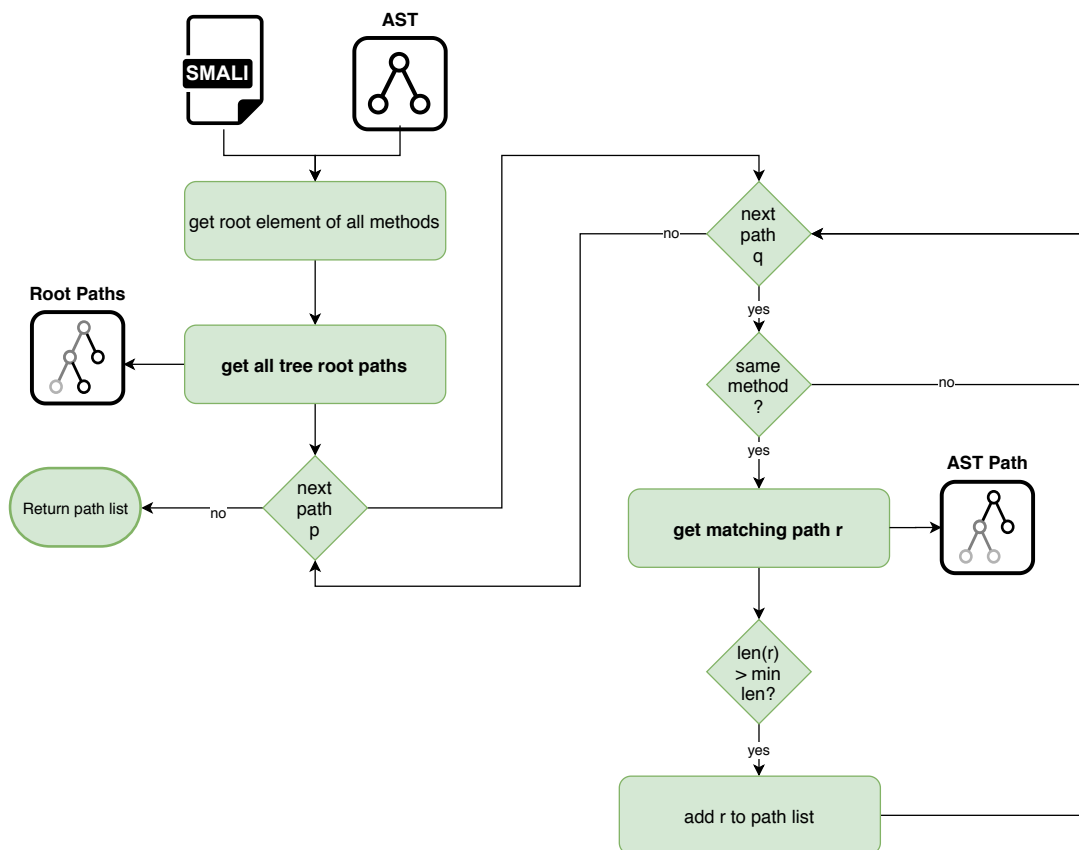 AST
SMALI
get root element of all methods
next
path
q
no
Root Paths
yes
get all tree root paths
same
method
?
no
yes
AST Path
next
path
p
no
Return path list
get matching path r
len(r)
> min
len?
yes
add r to path list